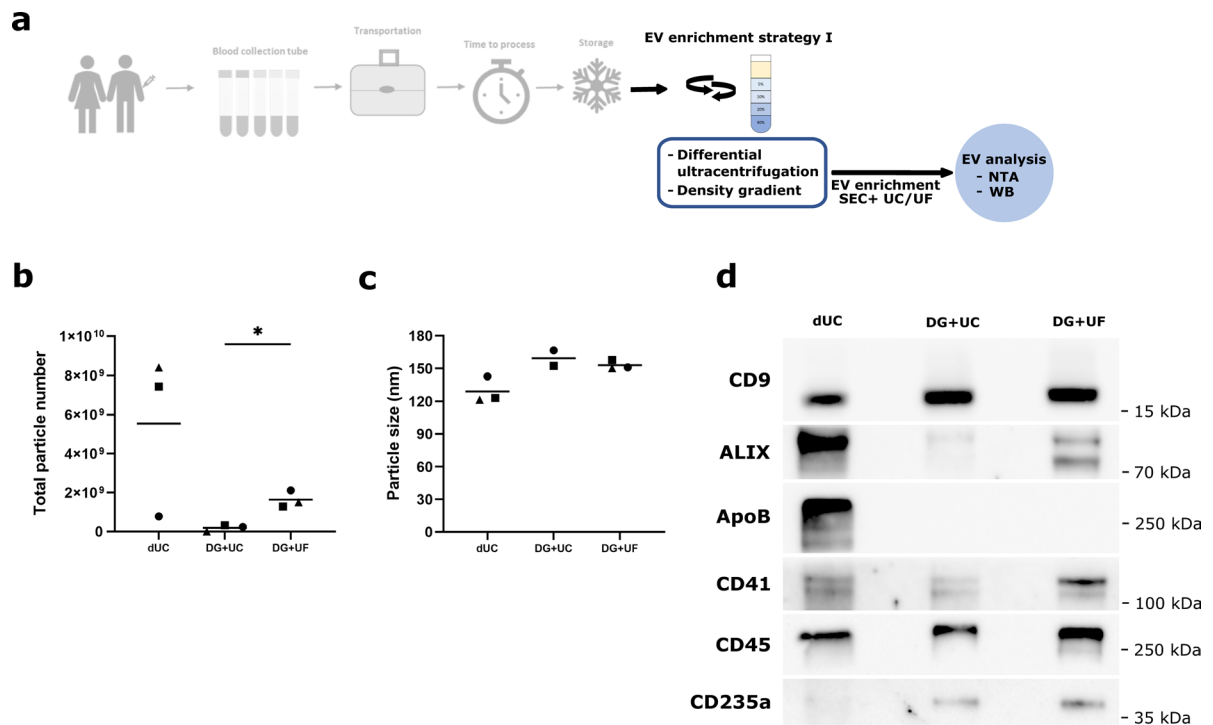 a
Blood collection tube
Transportation
Time to process
Storage
EV enrichment strategy I
5%
10%
20%
40%
- Differential
ultracentrifugation
- Density gradient
EV enrichment
SEC+ UC/UF
EV analysis
- NTA
- WB
b
Total particle number
1×10¹⁰
8×10⁹
6×10⁹
4×10⁹
2×10⁹
0
*
dUC
DG+UC
DG+UF
c
Particle size (nm)
180
150
120
90
60
30
0
dUC
DG+UC
DG+UF
d
dUC
DG+UC
DG+UF
CD9
- 15 kDa
ALIX
- 70 kDa
ApoB
- 250 kDa
CD41
- 100 kDa
CD45
- 250 kDa
CD235a
- 35 kDa